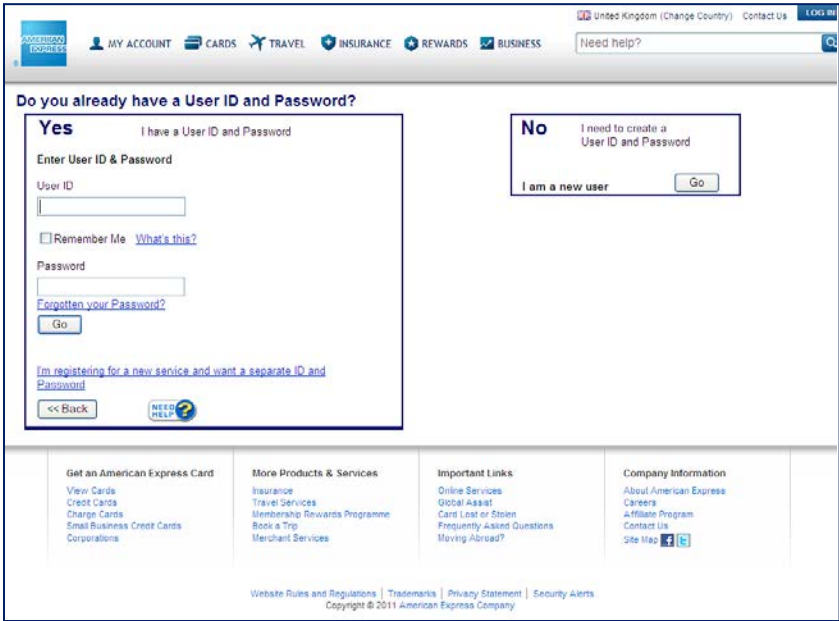 United Kingdom (Change Country) Contact Us LOG IN
AMERICAN EXPRESS
®
MY ACCOUNT CARDS TRAVEL INSURANCE REWARDS BUSINESS Need help?
Do you already have a User ID and Password?
Yes I have a User ID and Password
Enter User ID & Password
User ID
Remember Me What's this?
Password
Forgotten your Password?
Go
I'm registering for a new service and want a separate ID and
Password
<< Back NEED HELP ?
No I need to create a
User ID and Password
I am a new user Go
Get an American Express Card
View Cards
Credit Cards
Charge Cards
Small Business Credit Cards
Corporations
More Products & Services
Insurance
Travel Services
Membership Rewards Programme
Book a Trip
Merchant Services
Important Links
Online Services
Global Assist
Card Lost or Stolen
Frequently Asked Questions
Moving Abroad?
Company Information
About American Express
Careers
Affiliate Program
Contact Us
Site Map
Website Rules and Regulations | Trademarks | Privacy Statement | Security Alerts
Copyright © 2011 American Express Company